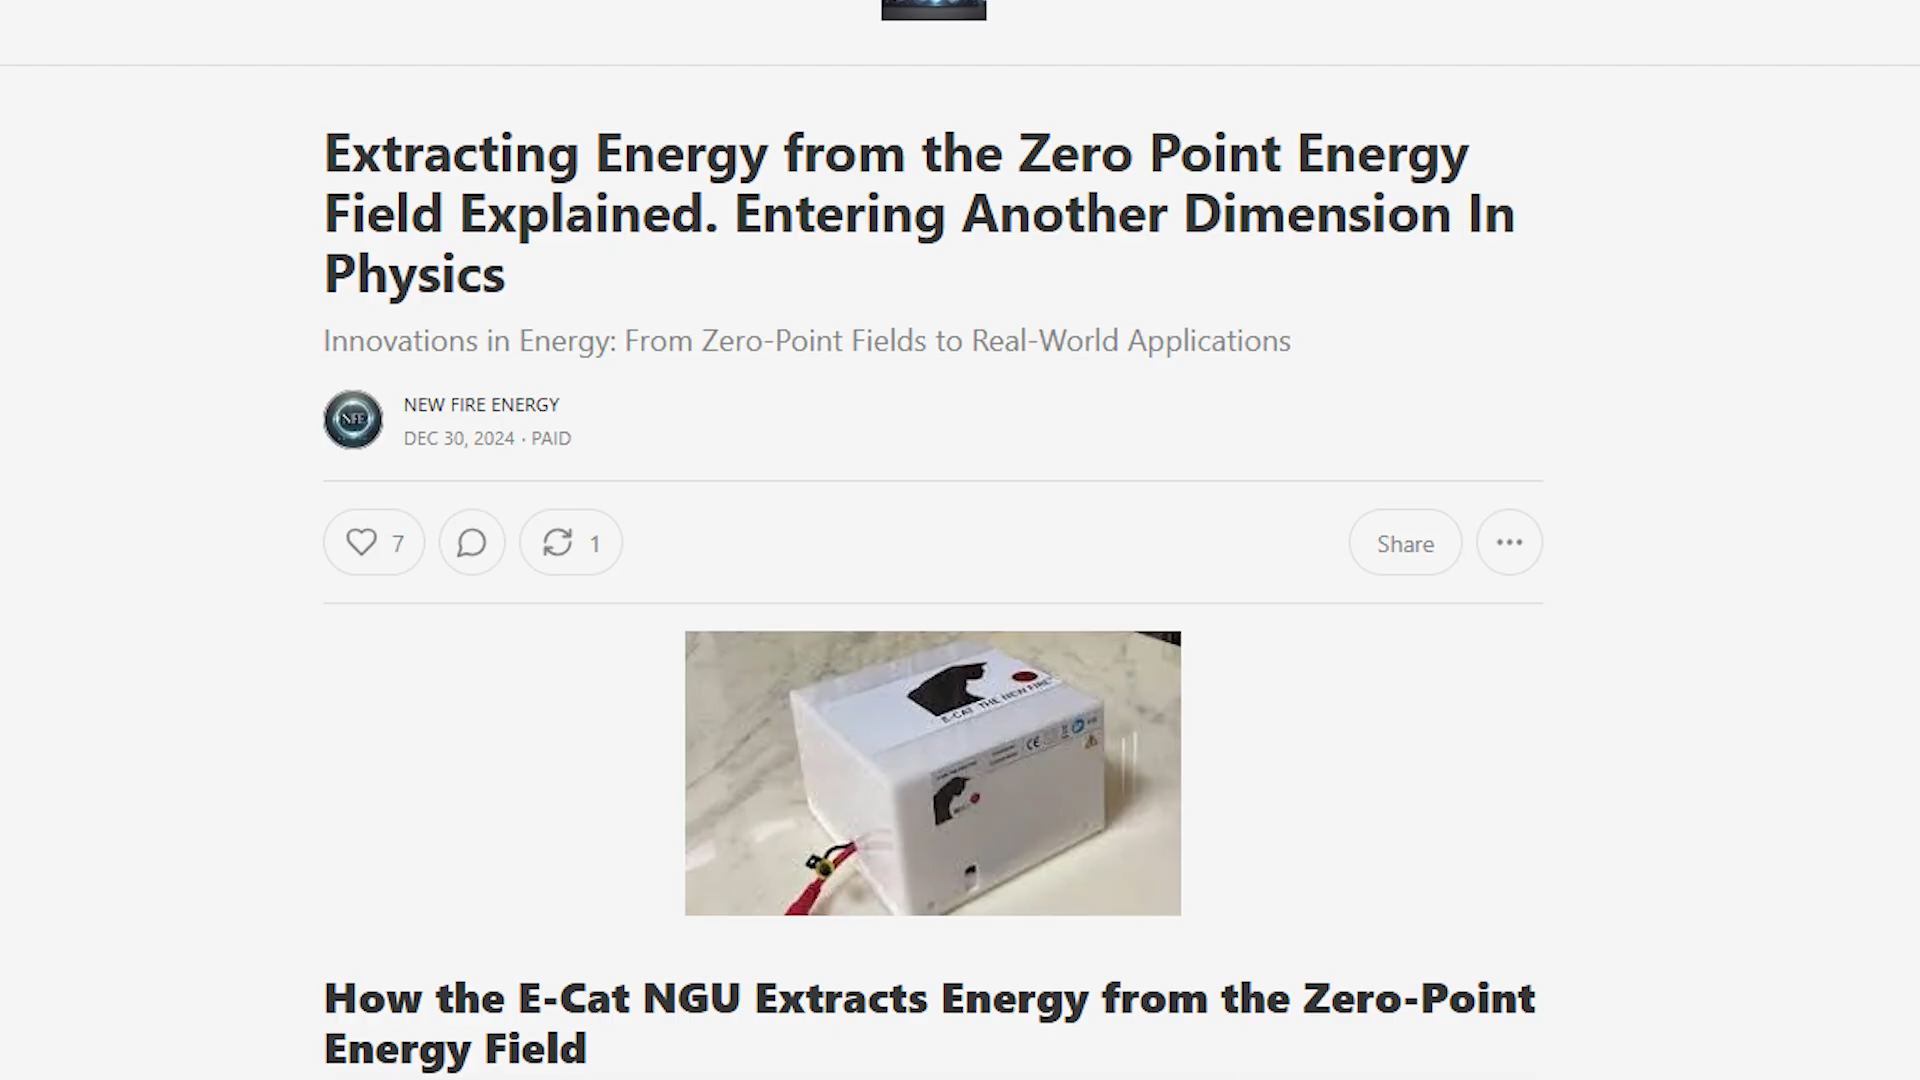 Extracting Energy from the Zero Point Energy
Field Explained. Entering Another Dimension In
Physics
Innovations in Energy: From Zero-Point Fields to Real-World Applications
NFE
NEW FIRE ENERGY
DEC 30, 2024 · PAID
7
1
Share
E-CAT THE NEW FIRE
CE
How the E-Cat NGU Extracts Energy from the Zero-Point
Energy Field